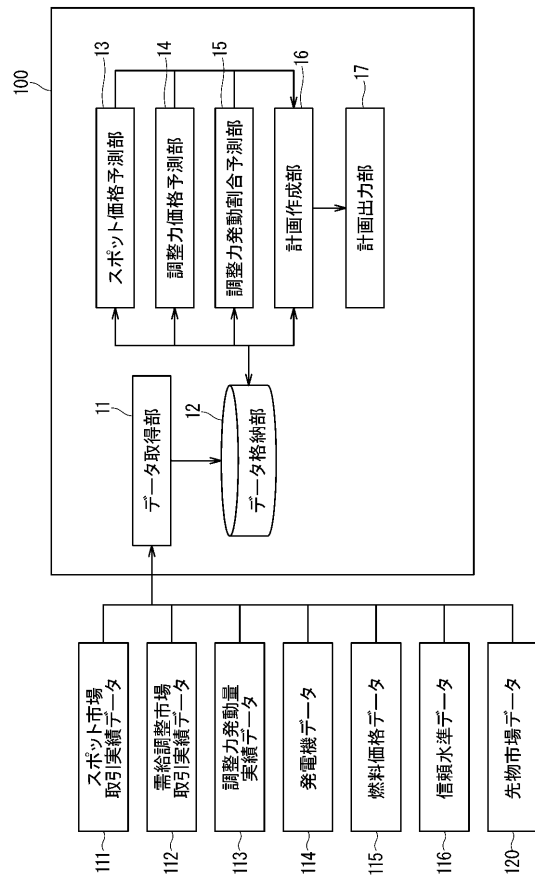 100
スポット市場
取引実績データ
111
需給調整市場
取引実績データ
112
調整力発動量
実績データ
113
発電機データ
114
燃料価格データ
115
信頼水準データ
116
先物市場データ
120
データ取得部
11
データ格納部
12
スポット価格予測部
13
調整力価格予測部
14
調整力発動割合予測部
15
計画作成部
16
計画出力部
17